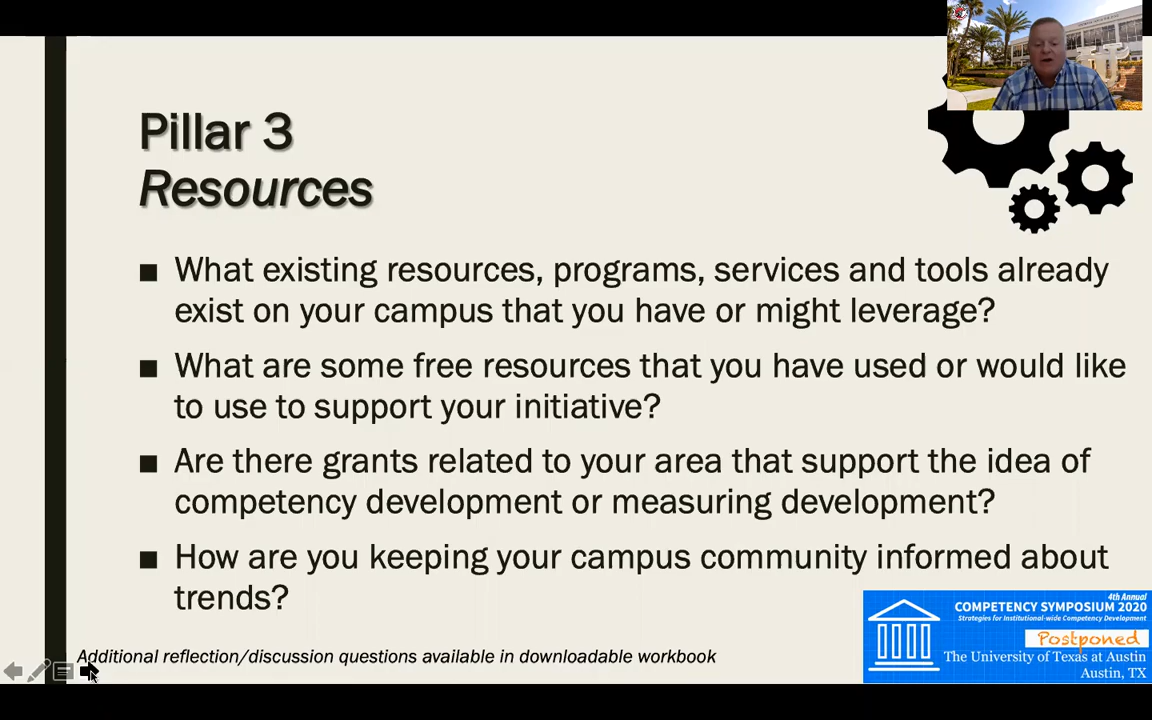 Pillar 3
Resources
■ What existing resources, programs, services and tools already
exist on your campus that you have or might leverage?
■ What are some free resources that you have used or would like
to use to support your initiative?
■ Are there grants related to your area that support the idea of
competency development or measuring development?
■ How are you keeping your campus community informed about
trends?
Additional reflection/discussion questions available in downloadable workbook
4th Annual
COMPETENCY SYMPOSIUM 2020
Strategies for Institutional-wide Competency Development
Postponed
The University of Texas at Austin
Austin, TX